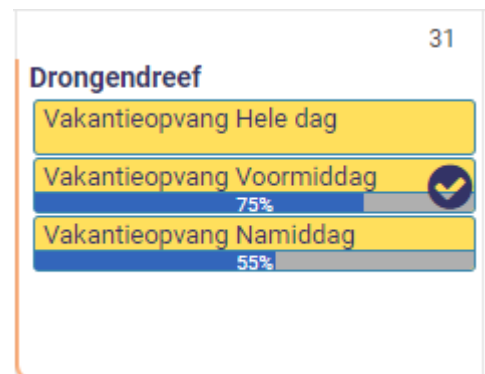 31
Drongendreef
Vakantieopvang Hele dag
Vakantieopvang Voormiddag
75%
Vakantieopvang Namiddag
55%